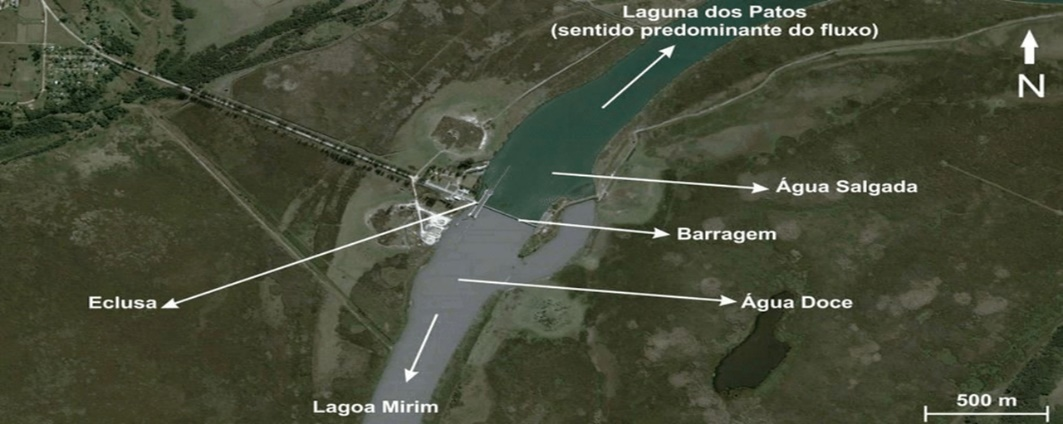 Laguna dos Patos
(sentido predominante do fluxo)
N
Água Salgada
Barragem
Eclusa
Água Doce
Lagoa Mirim
500 m